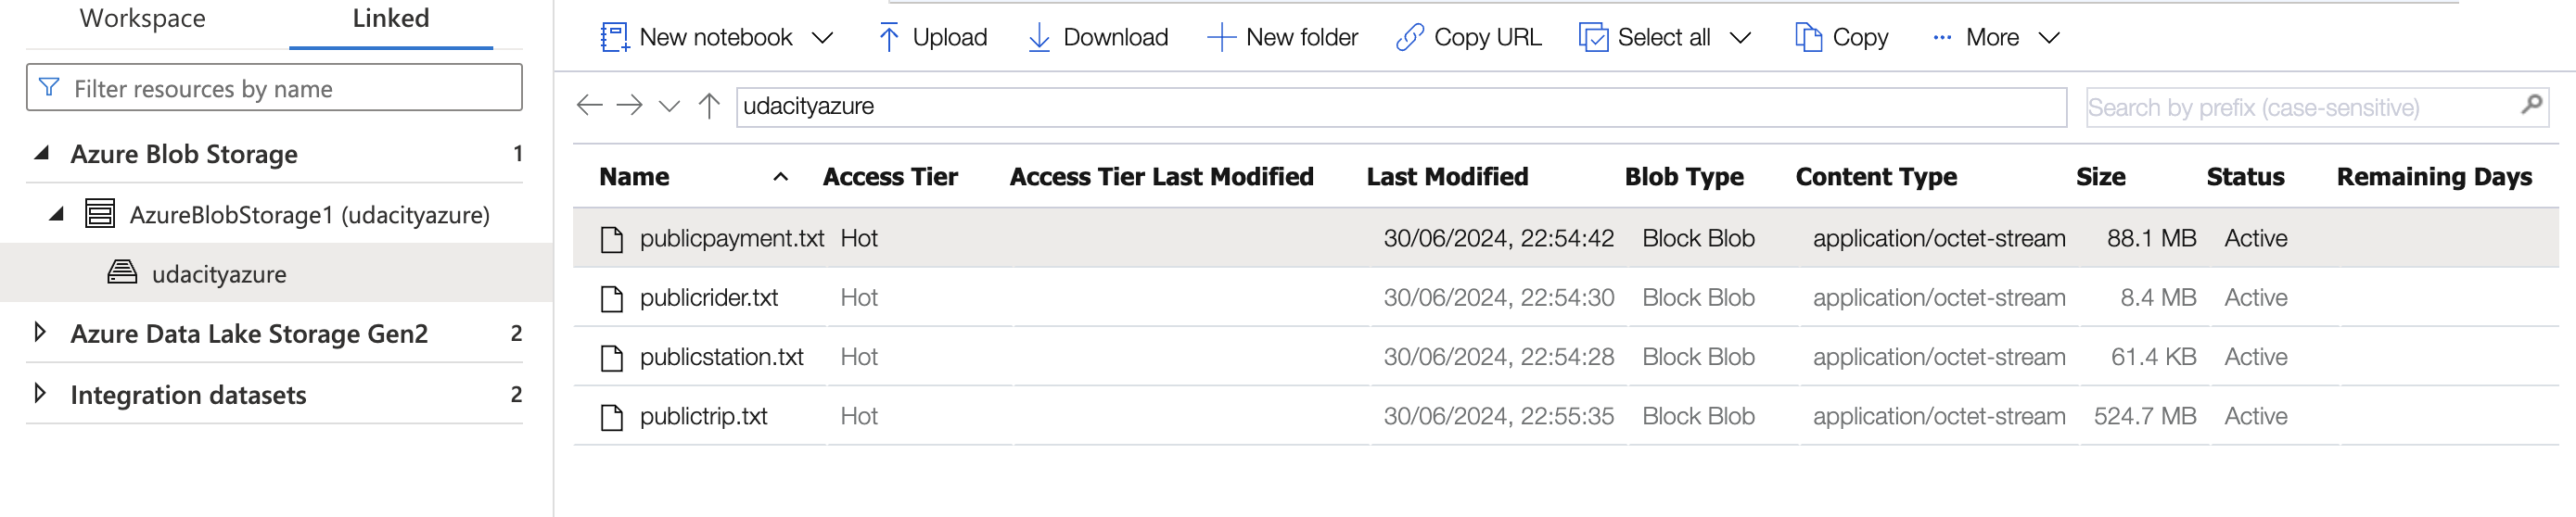 Workspace Linked
New notebook Upload Download New folder Copy URL Select all Copy ··· More
Filter resources by name
udacityazure Search by prefix (case-sensitive)
Azure Blob Storage 1
AzureBlobStorage1 (udacityazure)
udacityazure
Azure Data Lake Storage Gen2 2
Integration datasets 2
Name Access Tier Access Tier Last Modified Last Modified Blob Type Content Type Size Status Remaining Days
publicpayment.txt Hot 30/06/2024, 22:54:42 Block Blob application/octet-stream 88.1 MB Active
publicrider.txt Hot 30/06/2024, 22:54:30 Block Blob application/octet-stream 8.4 MB Active
publicstation.txt Hot 30/06/2024, 22:54:28 Block Blob application/octet-stream 61.4 KB Active
publictrip.txt Hot 30/06/2024, 22:55:35 Block Blob application/octet-stream 524.7 MB Active